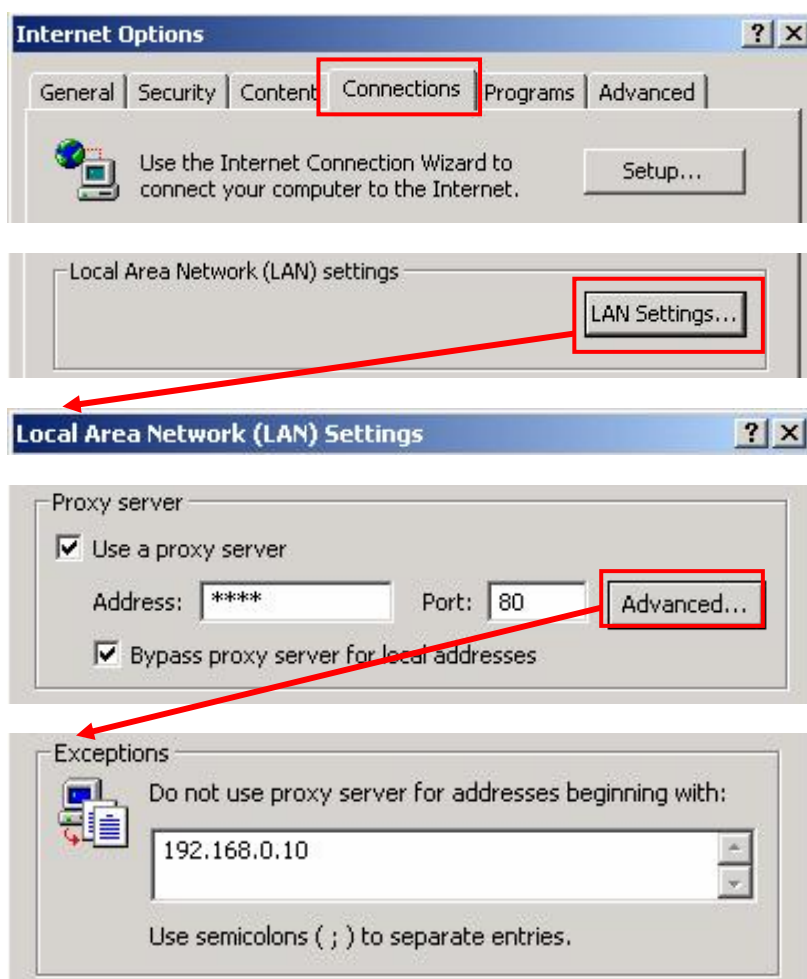 Internet Options
General Security Content Connections Programs Advanced
Use the Internet Connection Wizard to
connect your computer to the Internet.
Setup...
Local Area Network (LAN) settings
LAN Settings...
Local Area Network (LAN) Settings
Proxy server
Use a proxy server
Address: **** Port: 80 Advanced...
Bypass proxy server for local addresses
Exceptions
Do not use proxy server for addresses beginning with:
192.168.0.10
Use semicolons ( ; ) to separate entries.